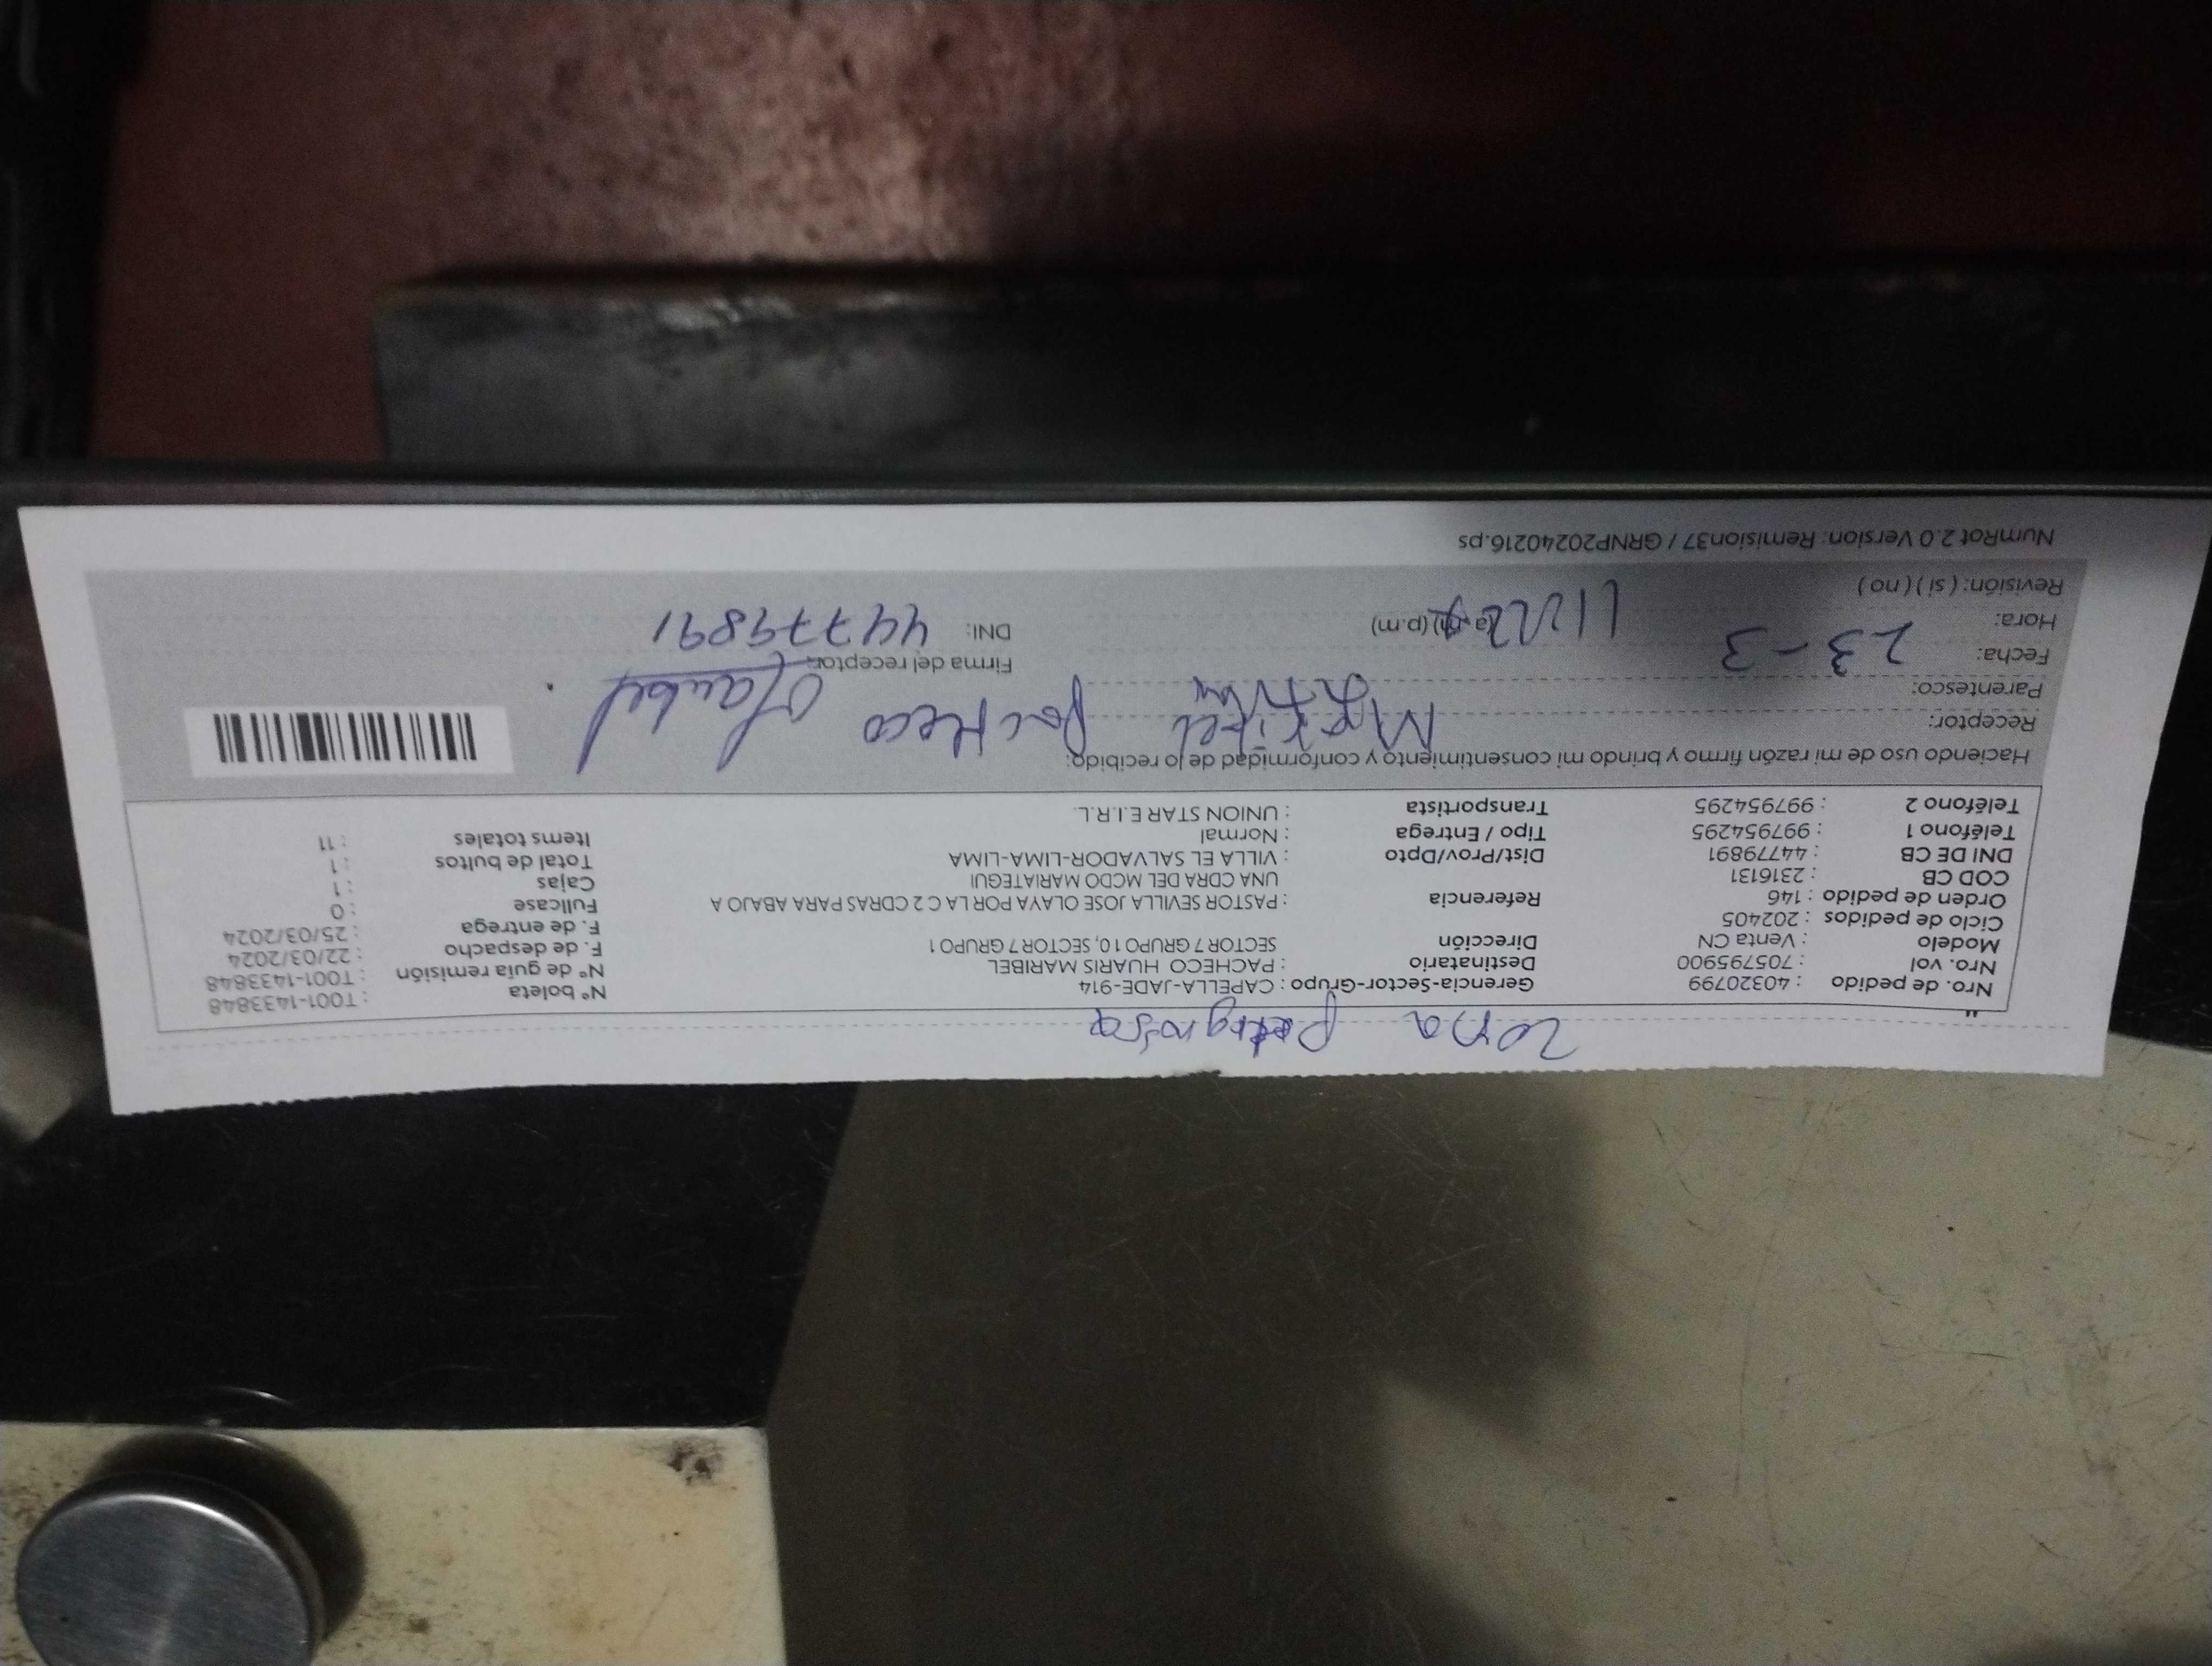 Zona peligrosa
Nro. de pedido : 40320799 Gerencia-Sector-Grupo : CAPELLA-JADE-914 Nº boleta : T001-1433848
Nro. vol : 705795900 Destinatario : PACHECO HUARIS MARIBEL Nº de guía remisión : T001-1433848
Modelo : Venta CN Dirección SECTOR 7 GRUPO 10, SECTOR 7 GRUPO 1 F. de despacho : 22/03/2024
Ciclo de pedidos : 202405 F. de entrega : 25/03/2024
Orden de pedido : 146 Referencia : PASTOR SEVILLA JOSE OLAYA POR LA C 2 CDRAS PARA ABAJO A Fullcase : 0
COD CB : 2316131 UNA CDRA DEL MCDO MARIATEGUI Cajas : 1
DNI DE CB : 44779891 Dist/Prov/Dpto : VILLA EL SALVADOR-LIMA-LIMA Total de bultos : 1
Teléfono 1 : 997954295 Tipo / Entrega : Normal Items totales : 11
Teléfono 2 : 997954295 Transportista : UNION STAR E.I.R.L.
Haciendo uso de mi razón firmo y brindo mi consentimiento y conformidad de lo recibido:
Receptor: Maribel Pacheco
Parentesco:
Fecha: 23-3 Firma del receptor:
Hora: (a.m) (p.m) DNI: 44779891
Revisión: ( si ) ( no )
NumRot 2.0 Version: Remision37 / GRNP20240216.ps